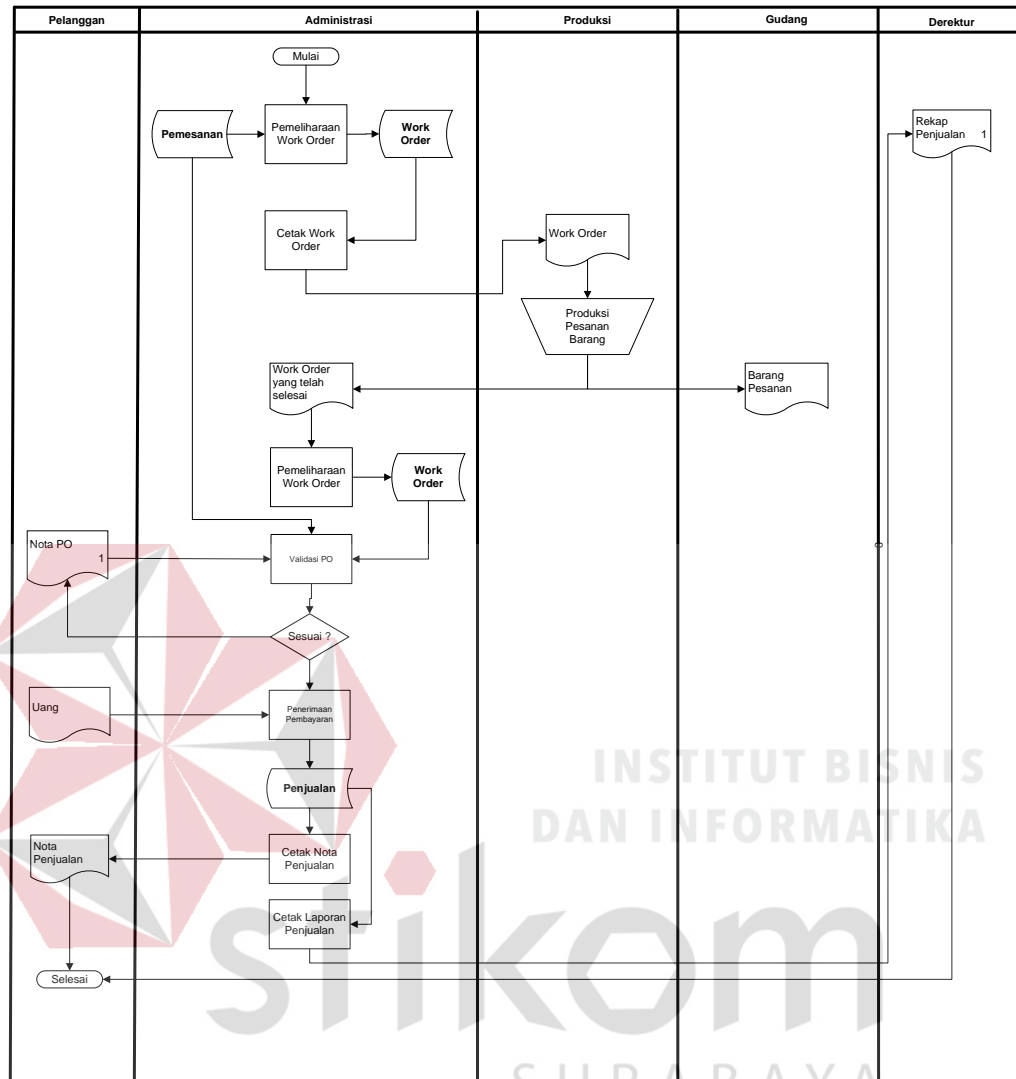 Pelanggan
Administrasi
Produksi
Gudang
Derektur
Mulai
Pemesanan
Pemeliharaan
Work Order
Work
Order
Rekap
Penjualan 1
Cetak Work
Order
Work Order
Produksi
Pesanan
Barang
Work Order
yang telah
selesai
Barang
Pesanan
Pemeliharaan
Work Order
Work
Order
Nota PO
1
Validasi PO
Sesuai ?
Uang
Penerimaan
Pembayaran
Penjualan
Nota
Penjualan
Cetak Nota
Penjualan
Cetak Laporan
Penjualan
Selesai
INSTITUT BISNIS
DAN INFORMATIKA
stikom
SURABAYA